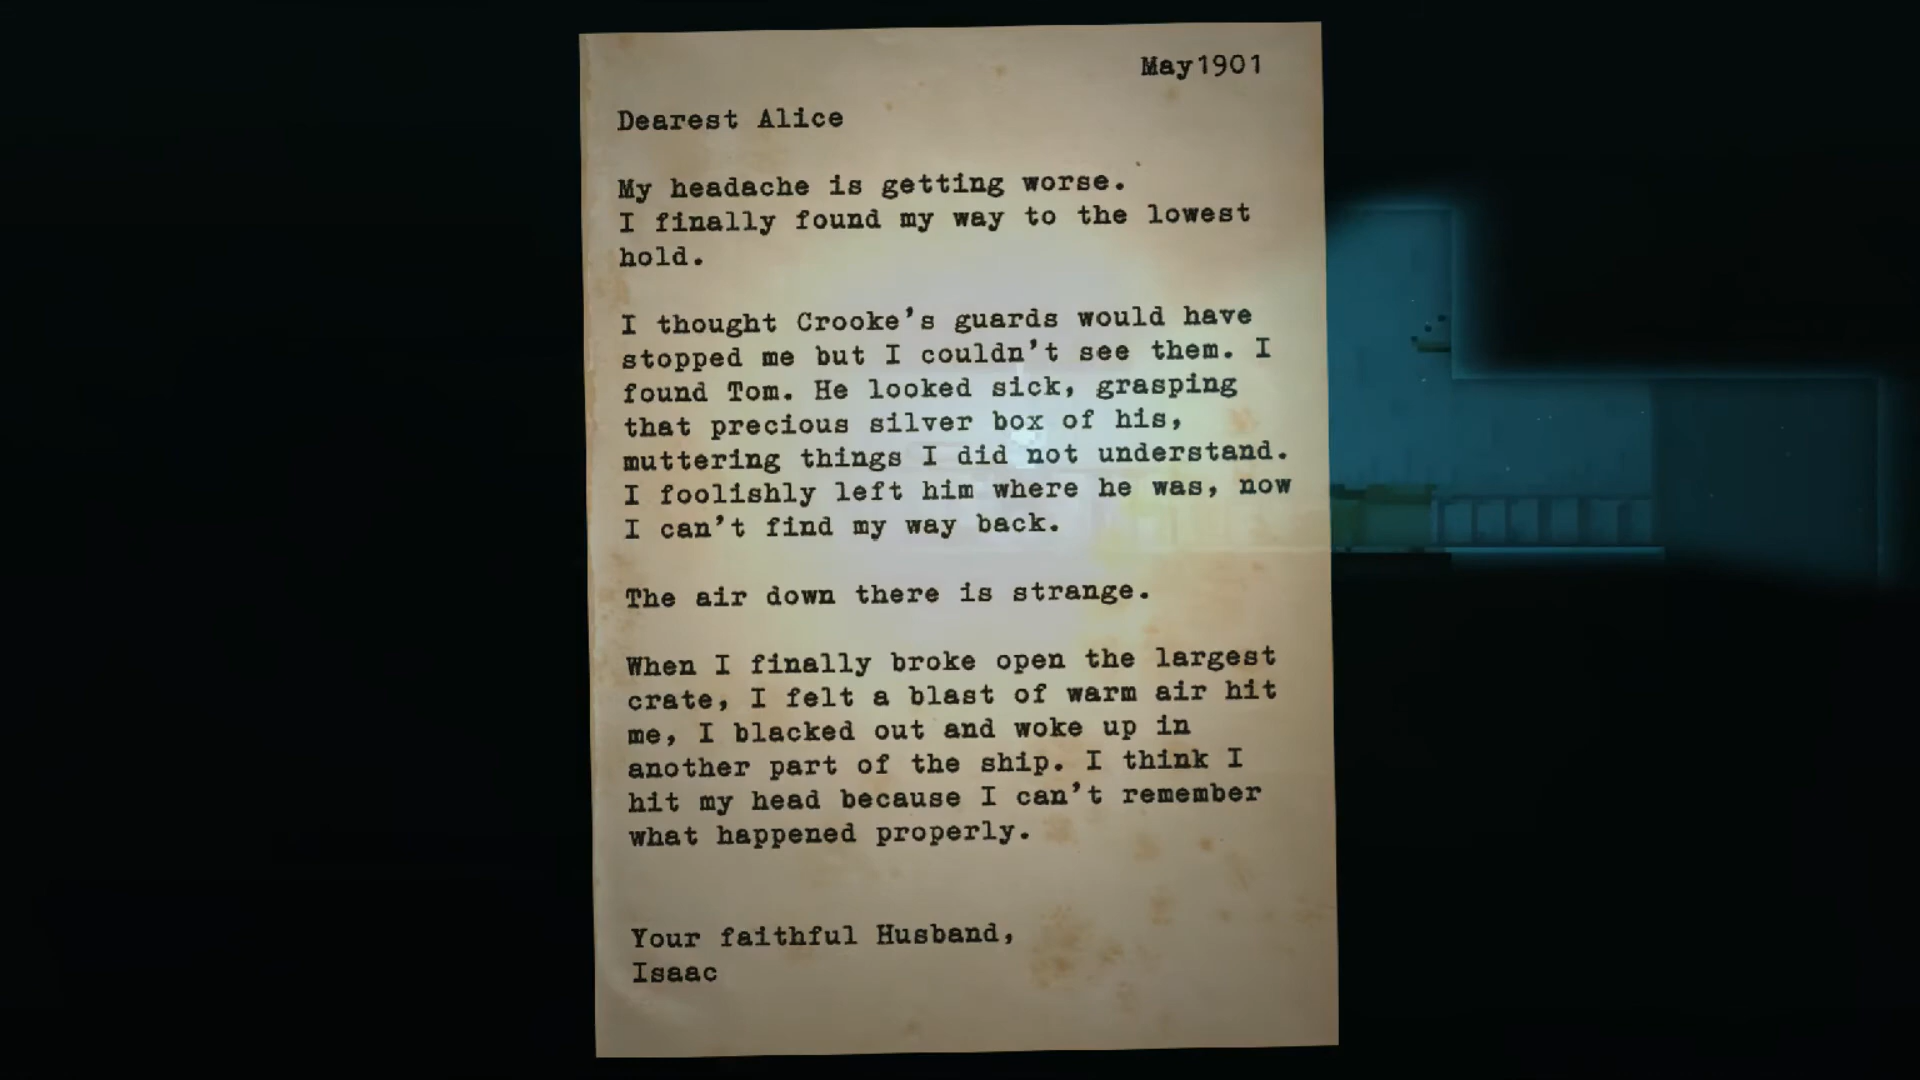 May1901
Dearest Alice
My headache is getting worse.
I finally found my way to the lowest
hold.
I thought Crooke's guards would have
stopped me but I couldn't see them. I
found Tom. He looked sick, grasping
that precious silver box of his,
muttering things I did not understand.
I foolishly left him where he was, now
I can't find my way back.
The air down there is strange.
When I finally broke open the largest
crate, I felt a blast of warm air hit
me, I blacked out and woke up in
another part of the ship. I think I
hit my head because I can't remember
what happened properly.
Your faithful Husband,
Isaac